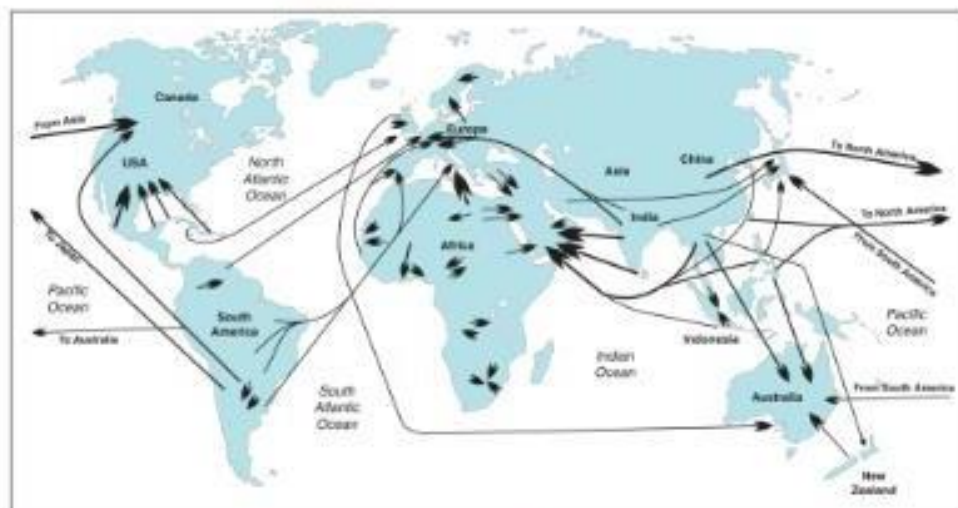 Canada
From Asia
Europe
USA
China
Asia
To North America
North
Atlantic
Ocean
India
To North America
Africa
To Japan
From South America
Pacific
Ocean
South
America
To Australia
Pacific
Ocean
Indonesia
Indian
Ocean
South
Atlantic
Ocean
Australia
From South America
New
Zealand